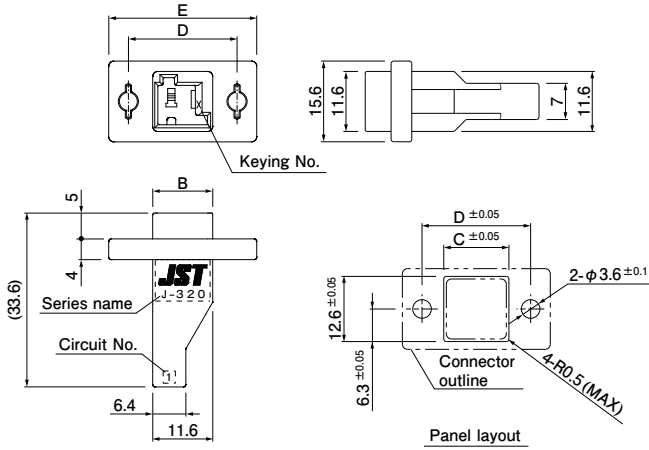 E
D
15.6
11.6
7
11.6
X
Keying No.
B
5
4
(33.6)
JST
J-320
Series name
Circuit No.
1
6.4
11.6
D ±0.05
C ±0.05
2-φ3.6 ±0.1
12.6 ±0.05
6.3 ±0.05
Connector
outline
4-R0.5(MAX)
Panel layout